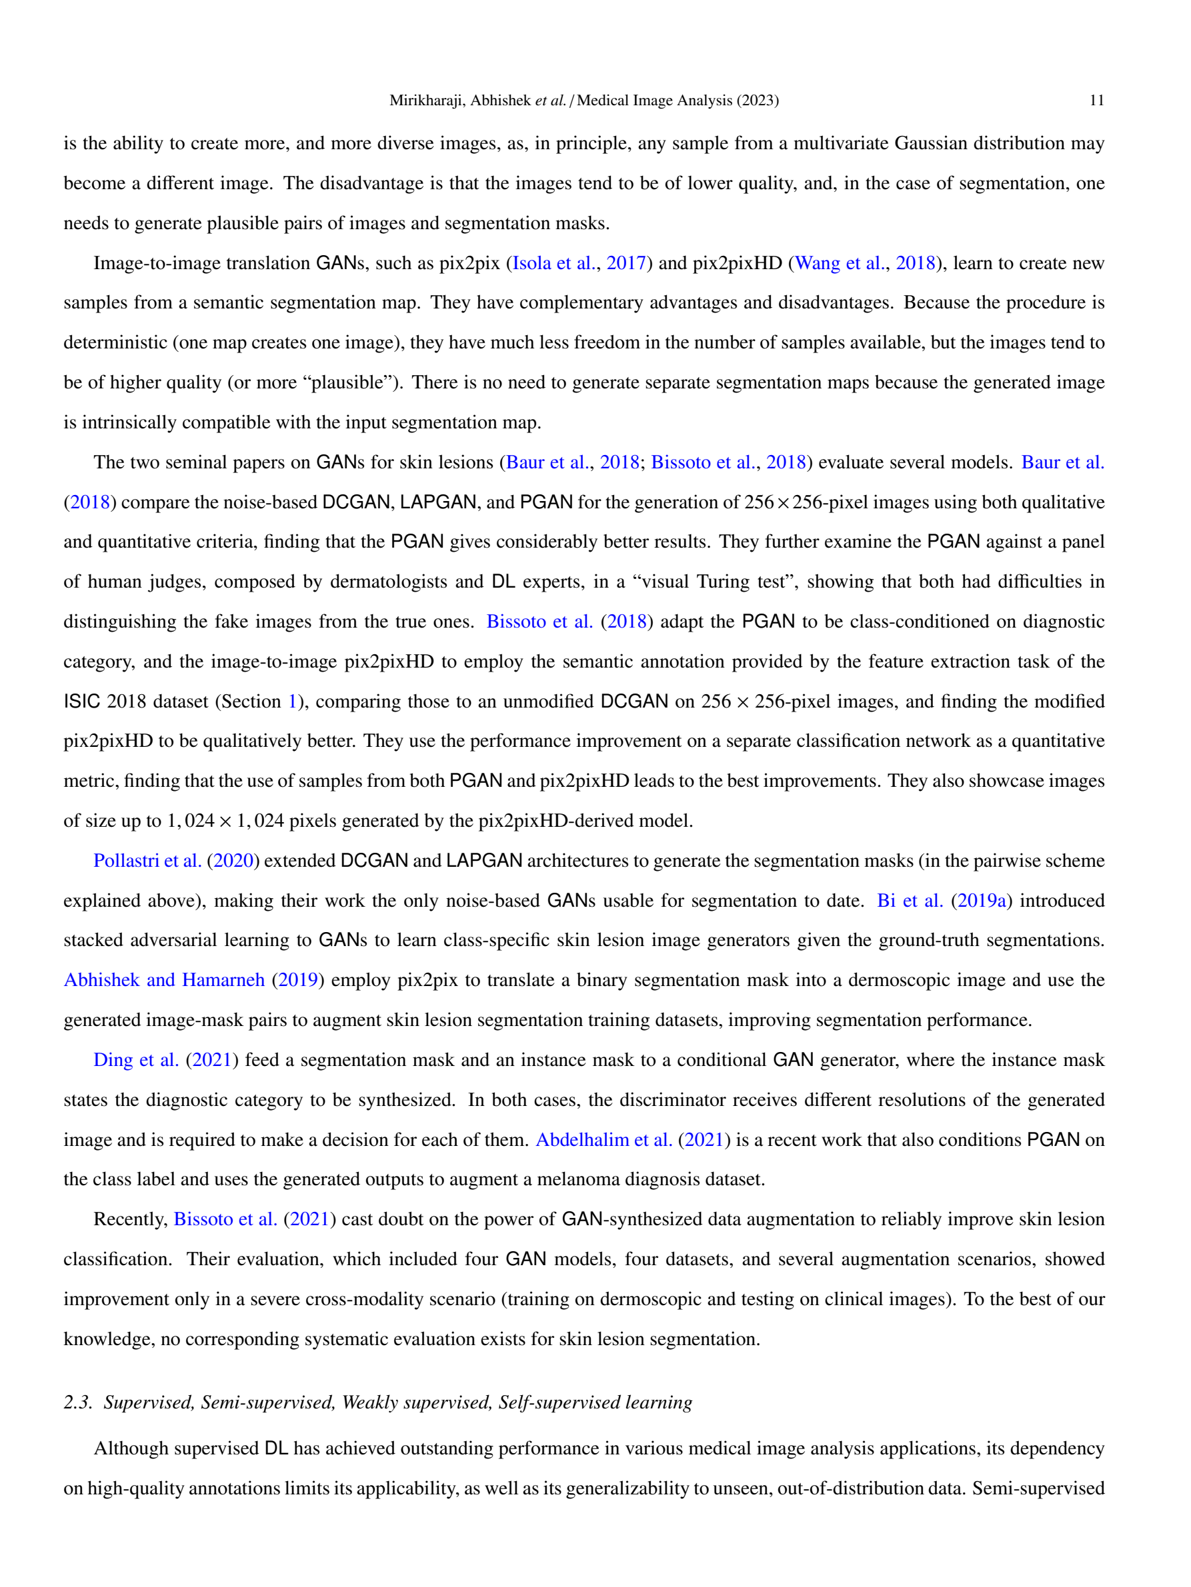 Mirikharaji, Abhishek et al. / Medical Image Analysis (2023) 11
is the ability to create more, and more diverse images, as, in principle, any sample from a multivariate Gaussian distribution may
become a different image. The disadvantage is that the images tend to be of lower quality, and, in the case of segmentation, one
needs to generate plausible pairs of images and segmentation masks.
Image-to-image translation GANs, such as pix2pix (Isola et al., 2017) and pix2pixHD (Wang et al., 2018), learn to create new
samples from a semantic segmentation map. They have complementary advantages and disadvantages. Because the procedure is
deterministic (one map creates one image), they have much less freedom in the number of samples available, but the images tend to
be of higher quality (or more “plausible”). There is no need to generate separate segmentation maps because the generated image
is intrinsically compatible with the input segmentation map.
The two seminal papers on GANs for skin lesions (Baur et al., 2018; Bissoto et al., 2018) evaluate several models. Baur et al.
(2018) compare the noise-based DCGAN, LAPGAN, and PGAN for the generation of 256×256-pixel images using both qualitative
and quantitative criteria, finding that the PGAN gives considerably better results. They further examine the PGAN against a panel
of human judges, composed by dermatologists and DL experts, in a “visual Turing test”, showing that both had difficulties in
distinguishing the fake images from the true ones. Bissoto et al. (2018) adapt the PGAN to be class-conditioned on diagnostic
category, and the image-to-image pix2pixHD to employ the semantic annotation provided by the feature extraction task of the
ISIC 2018 dataset (Section 1), comparing those to an unmodified DCGAN on 256 × 256-pixel images, and finding the modified
pix2pixHD to be qualitatively better. They use the performance improvement on a separate classification network as a quantitative
metric, finding that the use of samples from both PGAN and pix2pixHD leads to the best improvements. They also showcase images
of size up to 1, 024 × 1, 024 pixels generated by the pix2pixHD-derived model.
Pollastri et al. (2020) extended DCGAN and LAPGAN architectures to generate the segmentation masks (in the pairwise scheme
explained above), making their work the only noise-based GANs usable for segmentation to date. Bi et al. (2019a) introduced
stacked adversarial learning to GANs to learn class-specific skin lesion image generators given the ground-truth segmentations.
Abhishek and Hamarneh (2019) employ pix2pix to translate a binary segmentation mask into a dermoscopic image and use the
generated image-mask pairs to augment skin lesion segmentation training datasets, improving segmentation performance.
Ding et al. (2021) feed a segmentation mask and an instance mask to a conditional GAN generator, where the instance mask
states the diagnostic category to be synthesized. In both cases, the discriminator receives different resolutions of the generated
image and is required to make a decision for each of them. Abdelhalim et al. (2021) is a recent work that also conditions PGAN on
the class label and uses the generated outputs to augment a melanoma diagnosis dataset.
Recently, Bissoto et al. (2021) cast doubt on the power of GAN-synthesized data augmentation to reliably improve skin lesion
classification. Their evaluation, which included four GAN models, four datasets, and several augmentation scenarios, showed
improvement only in a severe cross-modality scenario (training on dermoscopic and testing on clinical images). To the best of our
knowledge, no corresponding systematic evaluation exists for skin lesion segmentation.
2.3. Supervised, Semi-supervised, Weakly supervised, Self-supervised learning
Although supervised DL has achieved outstanding performance in various medical image analysis applications, its dependency
on high-quality annotations limits its applicability, as well as its generalizability to unseen, out-of-distribution data. Semi-supervised